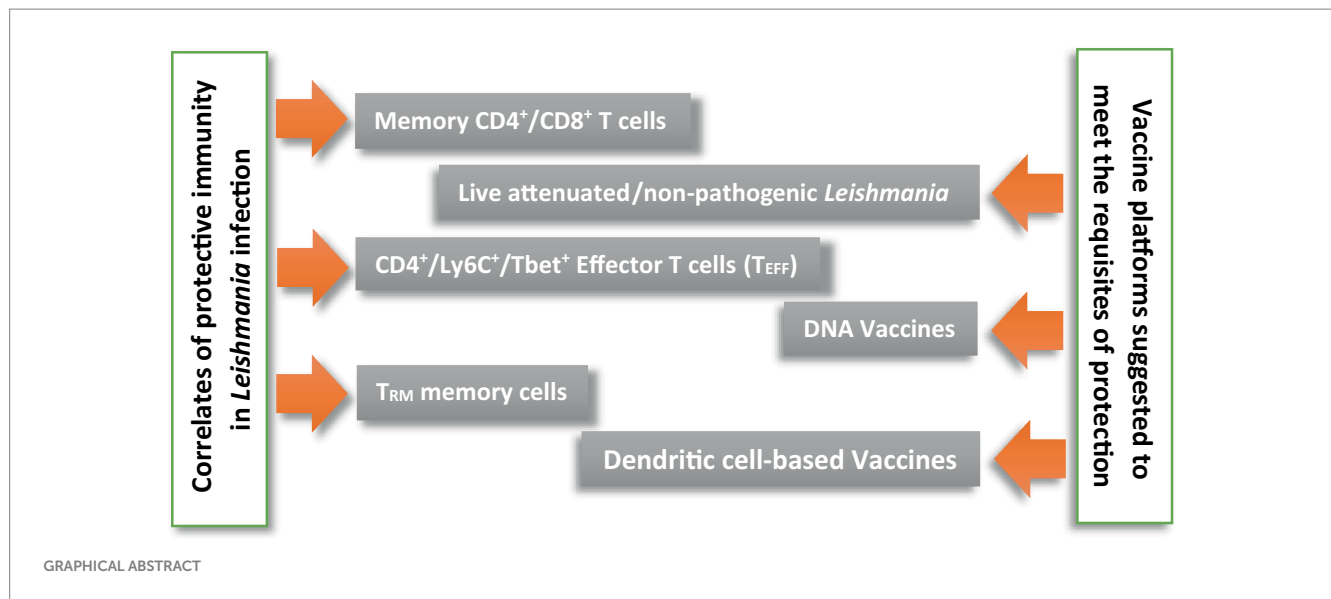 Correlates of protective immunity
in Leishmania infection
Memory CD4⁺/CD8⁺ T cells
Live attenuated/non-pathogenic Leishmania
CD4⁺/Ly6C⁺/Tbet⁺ Effector T cells (TEFF)
DNA Vaccines
TRM memory cells
Dendritic cell-based Vaccines
Vaccine platforms suggested to
meet the requisites of protection
GRAPHICAL ABSTRACT